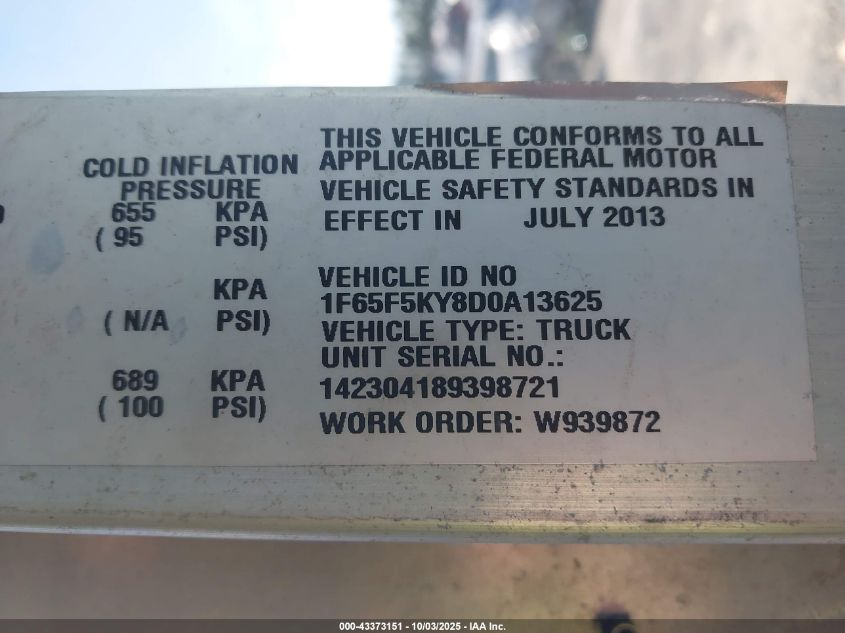 COLD INFLATION
PRESSURE
655 KPA
( 95 PSI)
KPA
( N/A PSI)
689 KPA
( 100 PSI)
THIS VEHICLE CONFORMS TO ALL
APPLICABLE FEDERAL MOTOR
VEHICLE SAFETY STANDARDS IN
EFFECT IN JULY 2013
VEHICLE ID NO
1F65F5KY8D0A13625
VEHICLE TYPE: TRUCK
UNIT SERIAL NO.:
142304189398721
WORK ORDER: W939872
000-43373151 - 10/03/2025 - IAA Inc.